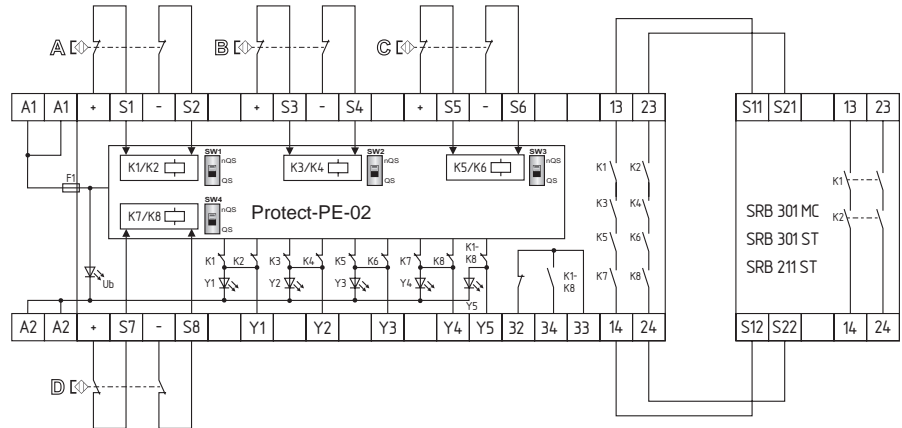 A B C
A1 A1 + S1 - S2 + S3 - S4 + S5 - S6 13 23
S11 S21 13 23
SW1 nQS QS
SW2 nQS QS
SW3 nQS QS
K1/K2
K3/K4
K5/K6
F1
SW4 nQS QS
K7/K8
Protect-PE-02
K1 K2
K3 K4
K5 K6
K7 K8
K1
K2
SRB 301 MC
SRB 301 ST
SRB 211 ST
K1 K2 K3 K4 K5 K6 K7 K8 K1-
K8
Ub Y1 Y2 Y3 Y4 Y5
K1-
K8
A2 A2 + S7 - S8 Y1 Y2 Y3 Y4 Y5 32 34 33 14 24
S12 S22 14 24
D